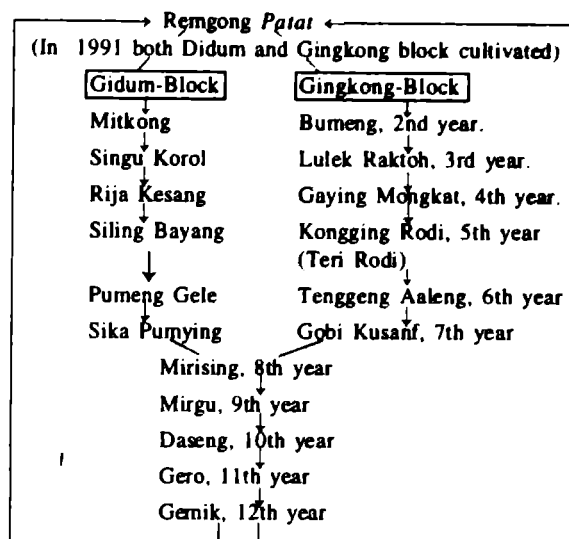 Remgong Patat
(In 1991 both Didum and Gingkong block cultivated)
Gidum-Block Gingkong-Block
Mitkong Bumeng, 2nd year.
Singu Korol Lulek Raktoh, 3rd year.
Rija Kesang Gaying Mongkat, 4th year.
Siling Bayang Kongging Rodi, 5th year
(Teri Rodi)
Pumeng Gele Tenggeng Aaleng, 6th year
Sika Pumying Gobi Kusanf, 7th year
Mirising, 8th year
Mirgu, 9th year
Daseng, 10th year
Gero, 11th year
Gemik, 12th year